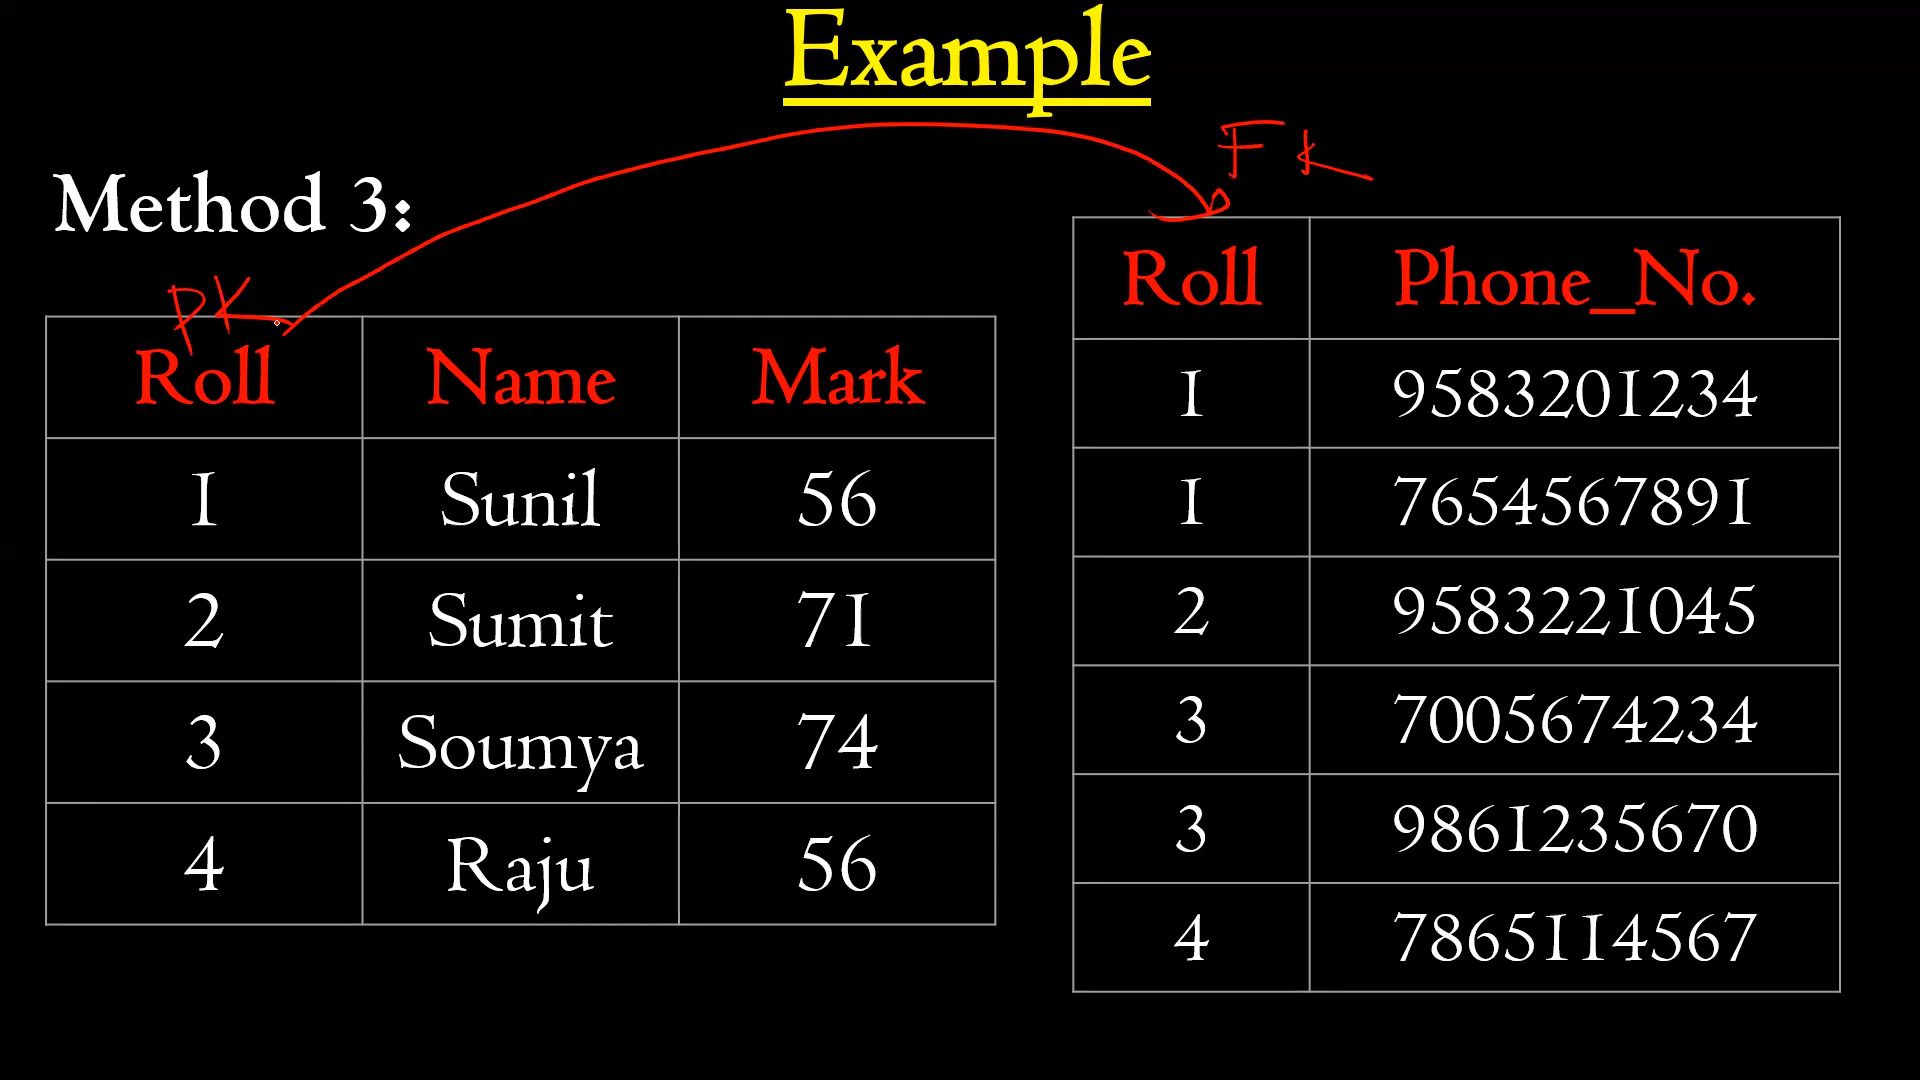 Example
Method 3:
PK
Roll Name Mark
1 Sunil 56
2 Sumit 71
3 Soumya 74
4 Raju 56
FK
Roll Phone_No.
1 9583201234
1 7654567891
2 9583221045
3 7005674234
3 9861235670
4 7865114567